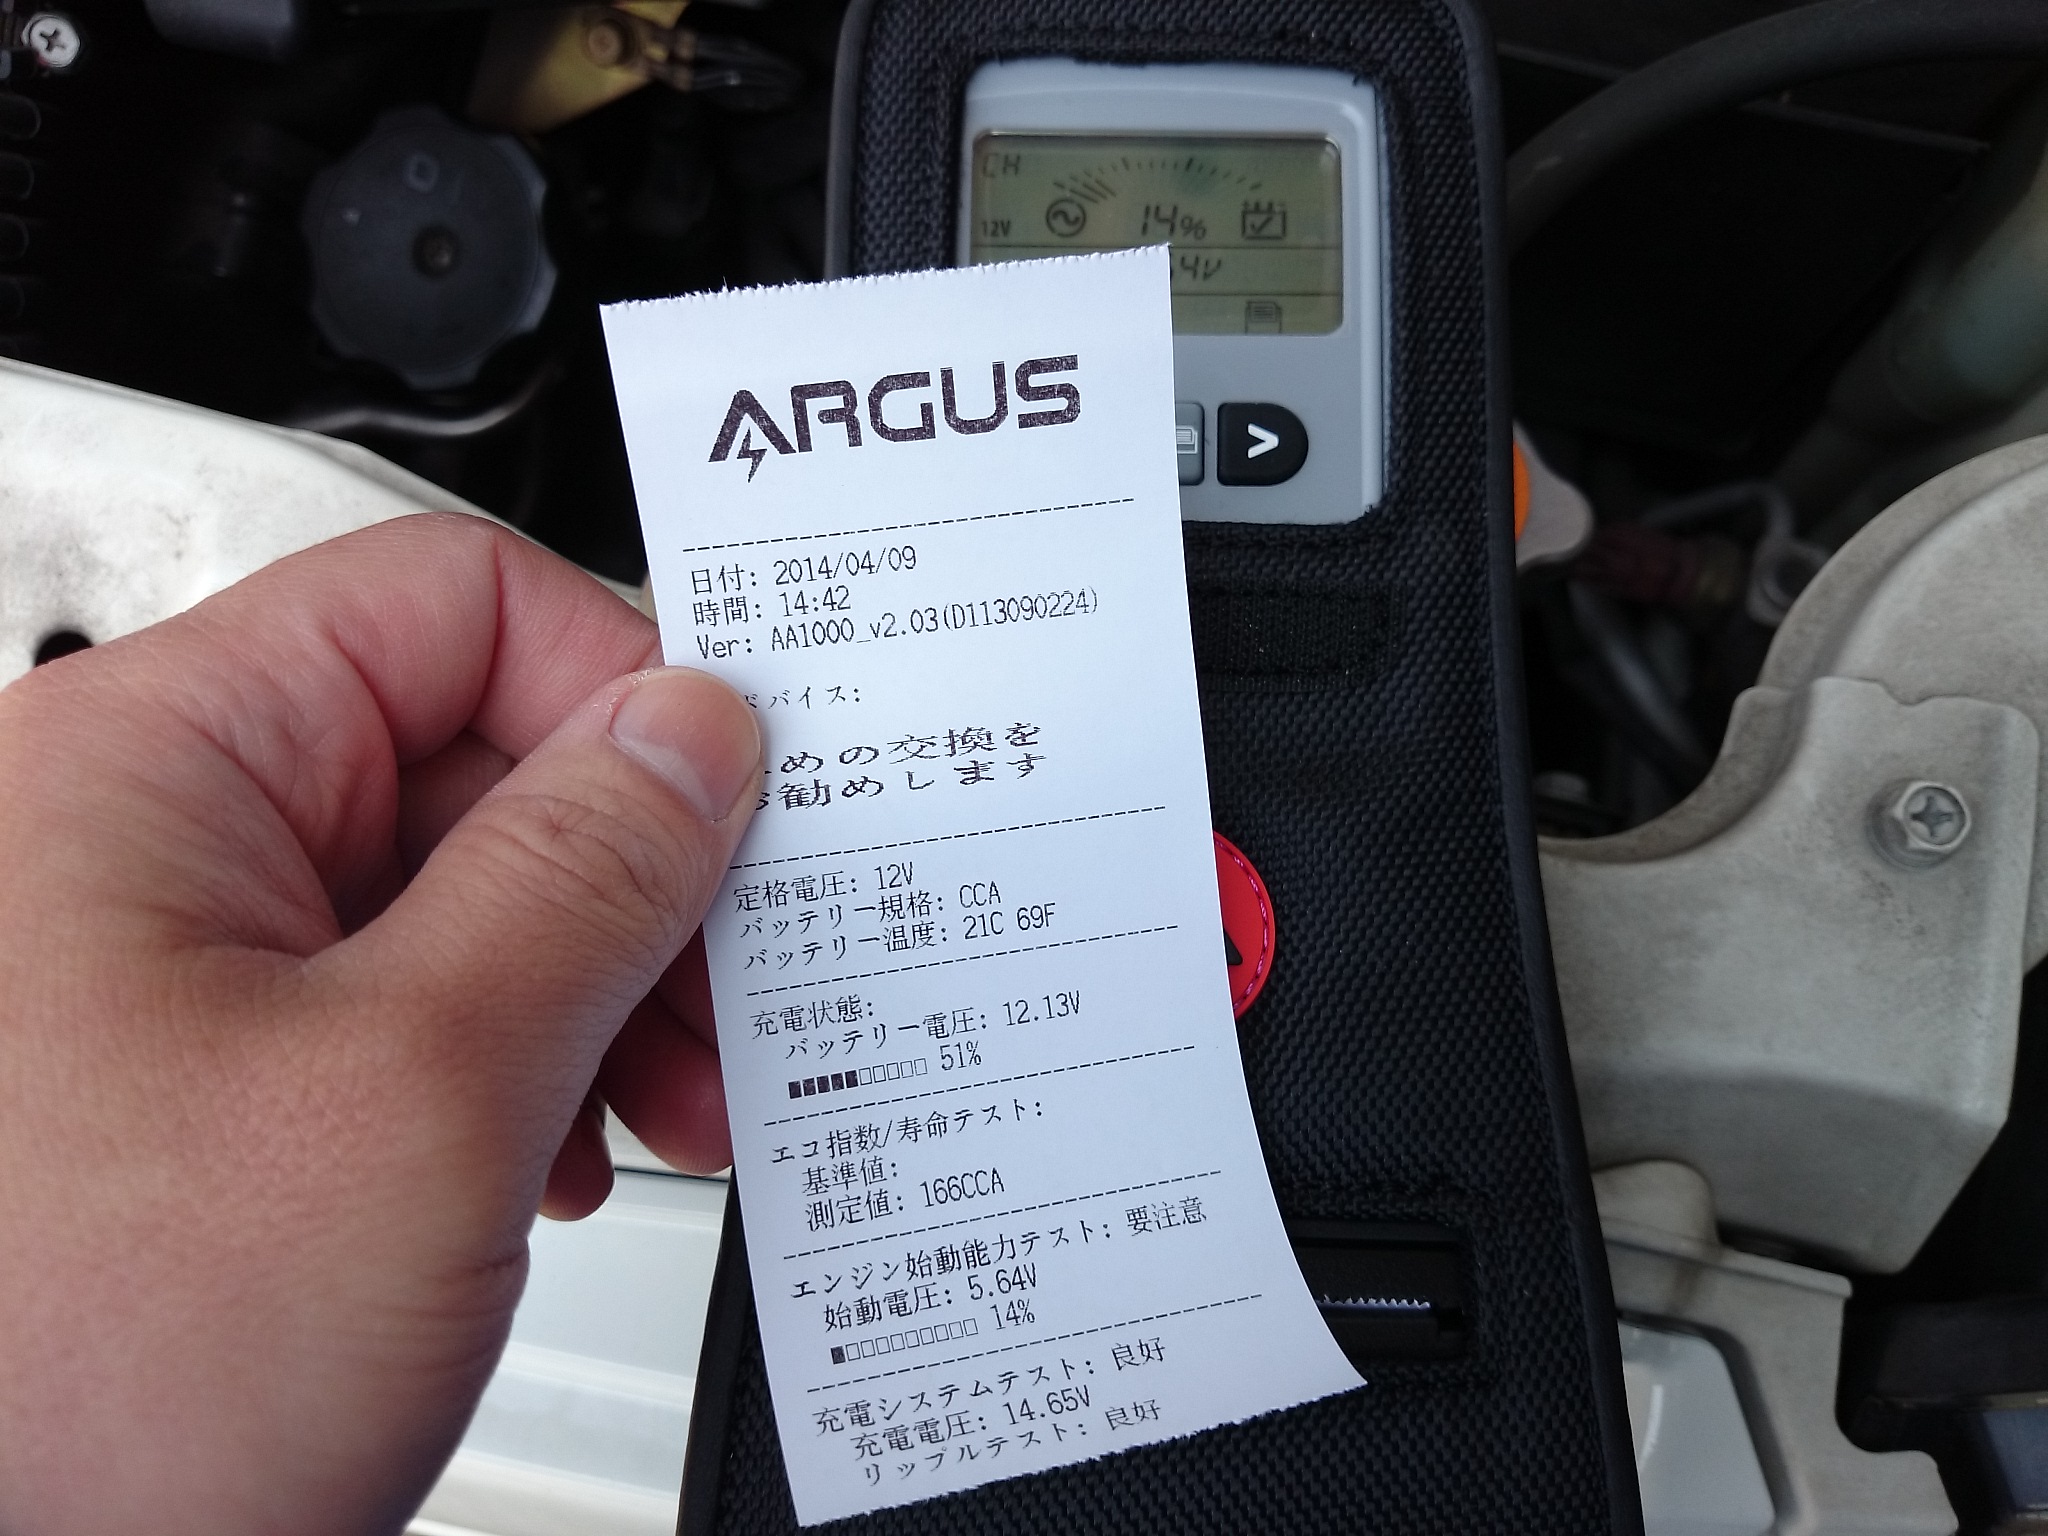 CH
12V 14%
4V
ARGUS
日付: 2014/04/09
時間: 14:42
Ver: AA1000_v2.03(D113090224)
バイス:
めの交換を
勧めします
定格電圧: 12V
バッテリー規格: CCA
バッテリー温度: 21C 69F
充電状態:
バッテリー電圧: 12.13V
51%
エコ指数/寿命テスト:
基準値:
測定値: 166CCA
エンジン始動能力テスト: 要注意
始動電圧: 5.64V
14%
充電システムテスト: 良好
充電電圧: 14.65V
リップルテスト: 良好